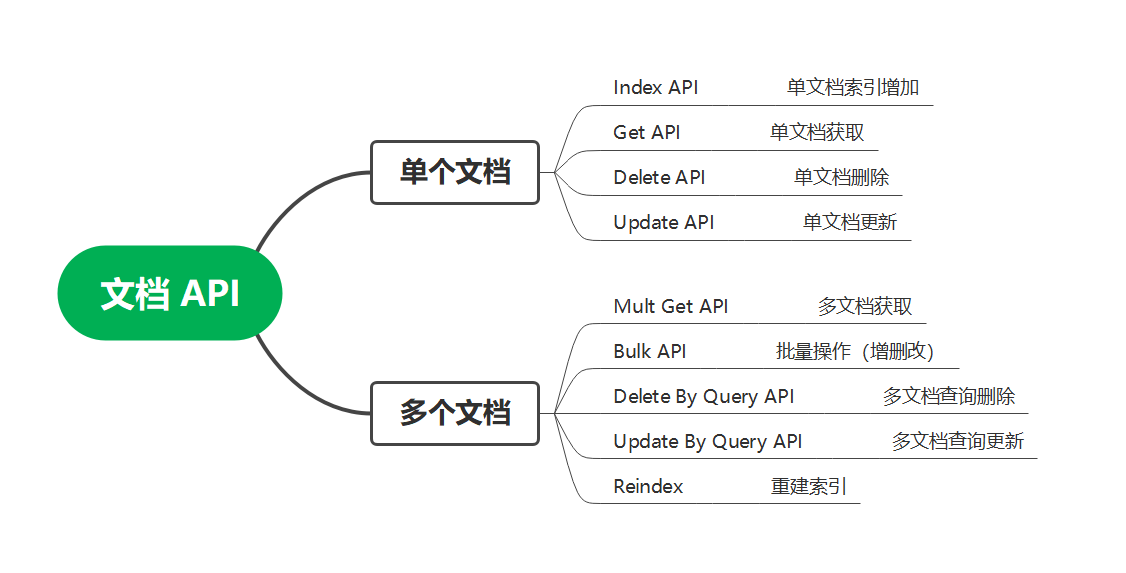 文档 API
单个文档
Index API 单文档索引增加
Get API 单文档获取
Delete API 单文档删除
Update API 单文档更新
多个文档
Mult Get API 多文档获取
Bulk API 批量操作（增删改）
Delete By Query API 多文档查询删除
Update By Query API 多文档查询更新
Reindex 重建索引